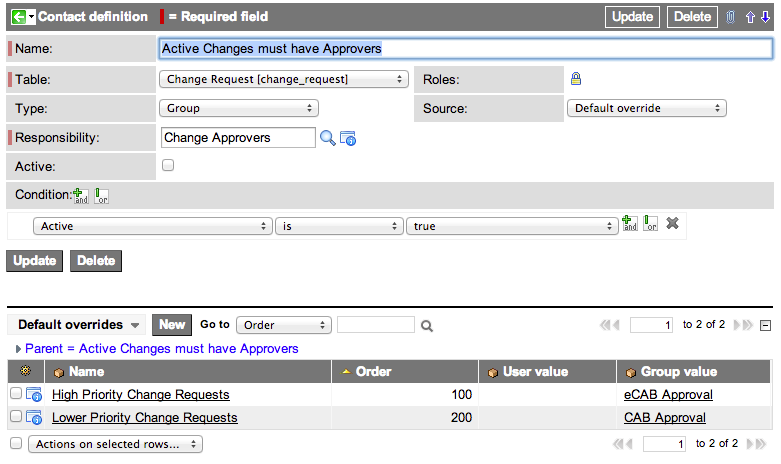 Contact definition = Required field Update Delete
Name: Active Changes must have Approvers
Table: Change Request [change_request] Roles:
Type: Group Source: Default override
Responsibility: Change Approvers
Active:
Condition: and or
Active is true and or
Update Delete
Default overrides New Go to Order 1 to 2 of 2
Parent = Active Changes must have Approvers
Name Order User value Group value
High Priority Change Requests 100 eCAB Approval
Lower Priority Change Requests 200 CAB Approval
Actions on selected rows... 1 to 2 of 2